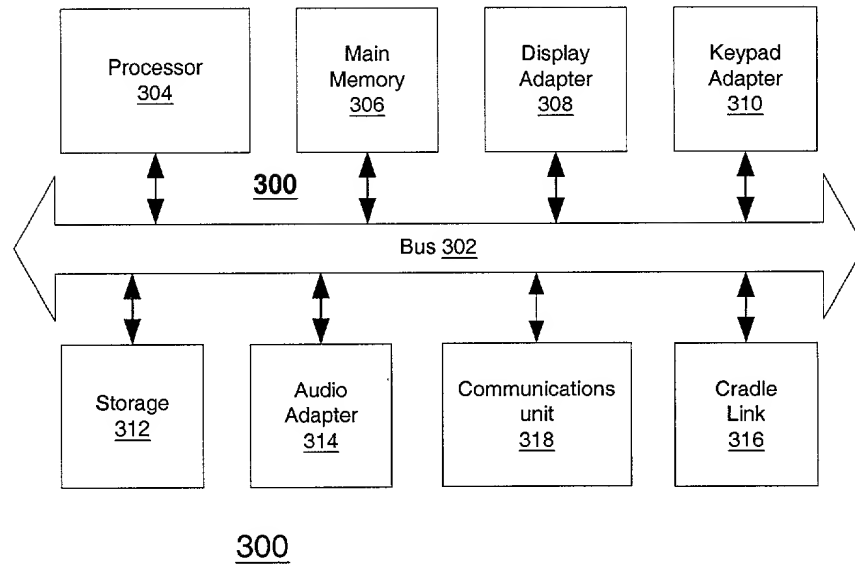 Processor
304
Main
Memory
306
Display
Adapter
308
Keypad
Adapter
310
300
Bus 302
Storage
312
Audio
Adapter
314
Communications
unit
318
Cradle
Link
316
300